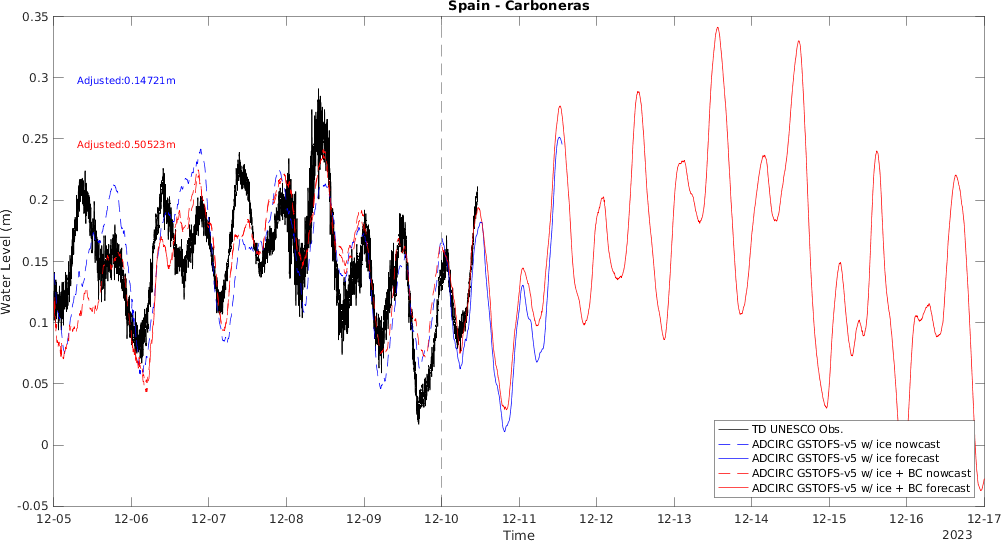 Spain - Carboneras
0.35
0.3
0.25
0.2
0.15
0.1
0.05
0
-0.05
Water Level (m)
Adjusted:0.14721m
Adjusted:0.50523m
TD UNESCO Obs.
ADCIRC GSTOFS-v5 w/ ice nowcast
ADCIRC GSTOFS-v5 w/ ice forecast
ADCIRC GSTOFS-v5 w/ ice + BC nowcast
ADCIRC GSTOFS-v5 w/ ice + BC forecast
12-05 12-06 12-07 12-08 12-09 12-10 12-11 12-12 12-13 12-14 12-15 12-16 12-17
Time
2023